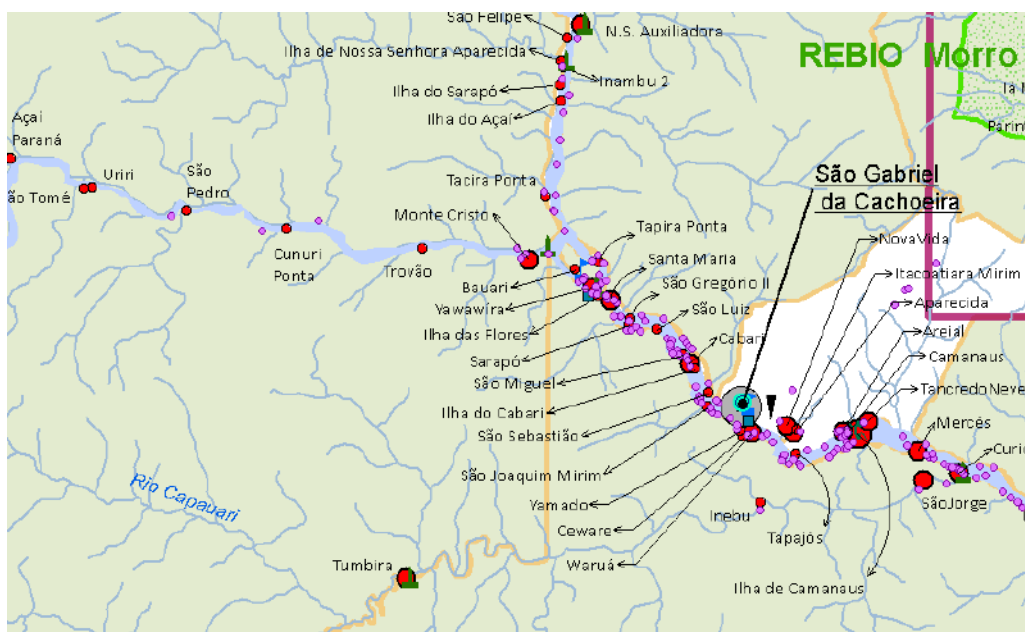 São Felipe
N.S. Auxiliadora
Ilha de Nossa Senhora Aparecida
REBIO Morro
Inambu 2
Ilha do Sarapó
Açai
Paraná
Ilha do Açaí
Parin
Uriri
São
Pedro
São Gabriel
da Cachoeira
ão Tomé
Tacira Ponta
Monte Cristo
Tapira Ponta
Nova Vida
Cunuri
Ponta
Trovão
Santa Maria
Itacoatiara Mirim
Bauari
São Gregório II
Yawawira
São Luiz
Aparecida
Ilha das Flores
Areial
Sarapó
Cabari
Camanaus
São Miguel
Tancredo Neve
Ilha do Cabari
Mercês
São Sebastião
Curi
São Joaquim Mirim
Rio Capauari
Yamado
Inebu
SãoJorge
Ceware
Tapajós
Tumbira
Waruá
Ilha de Camanaus